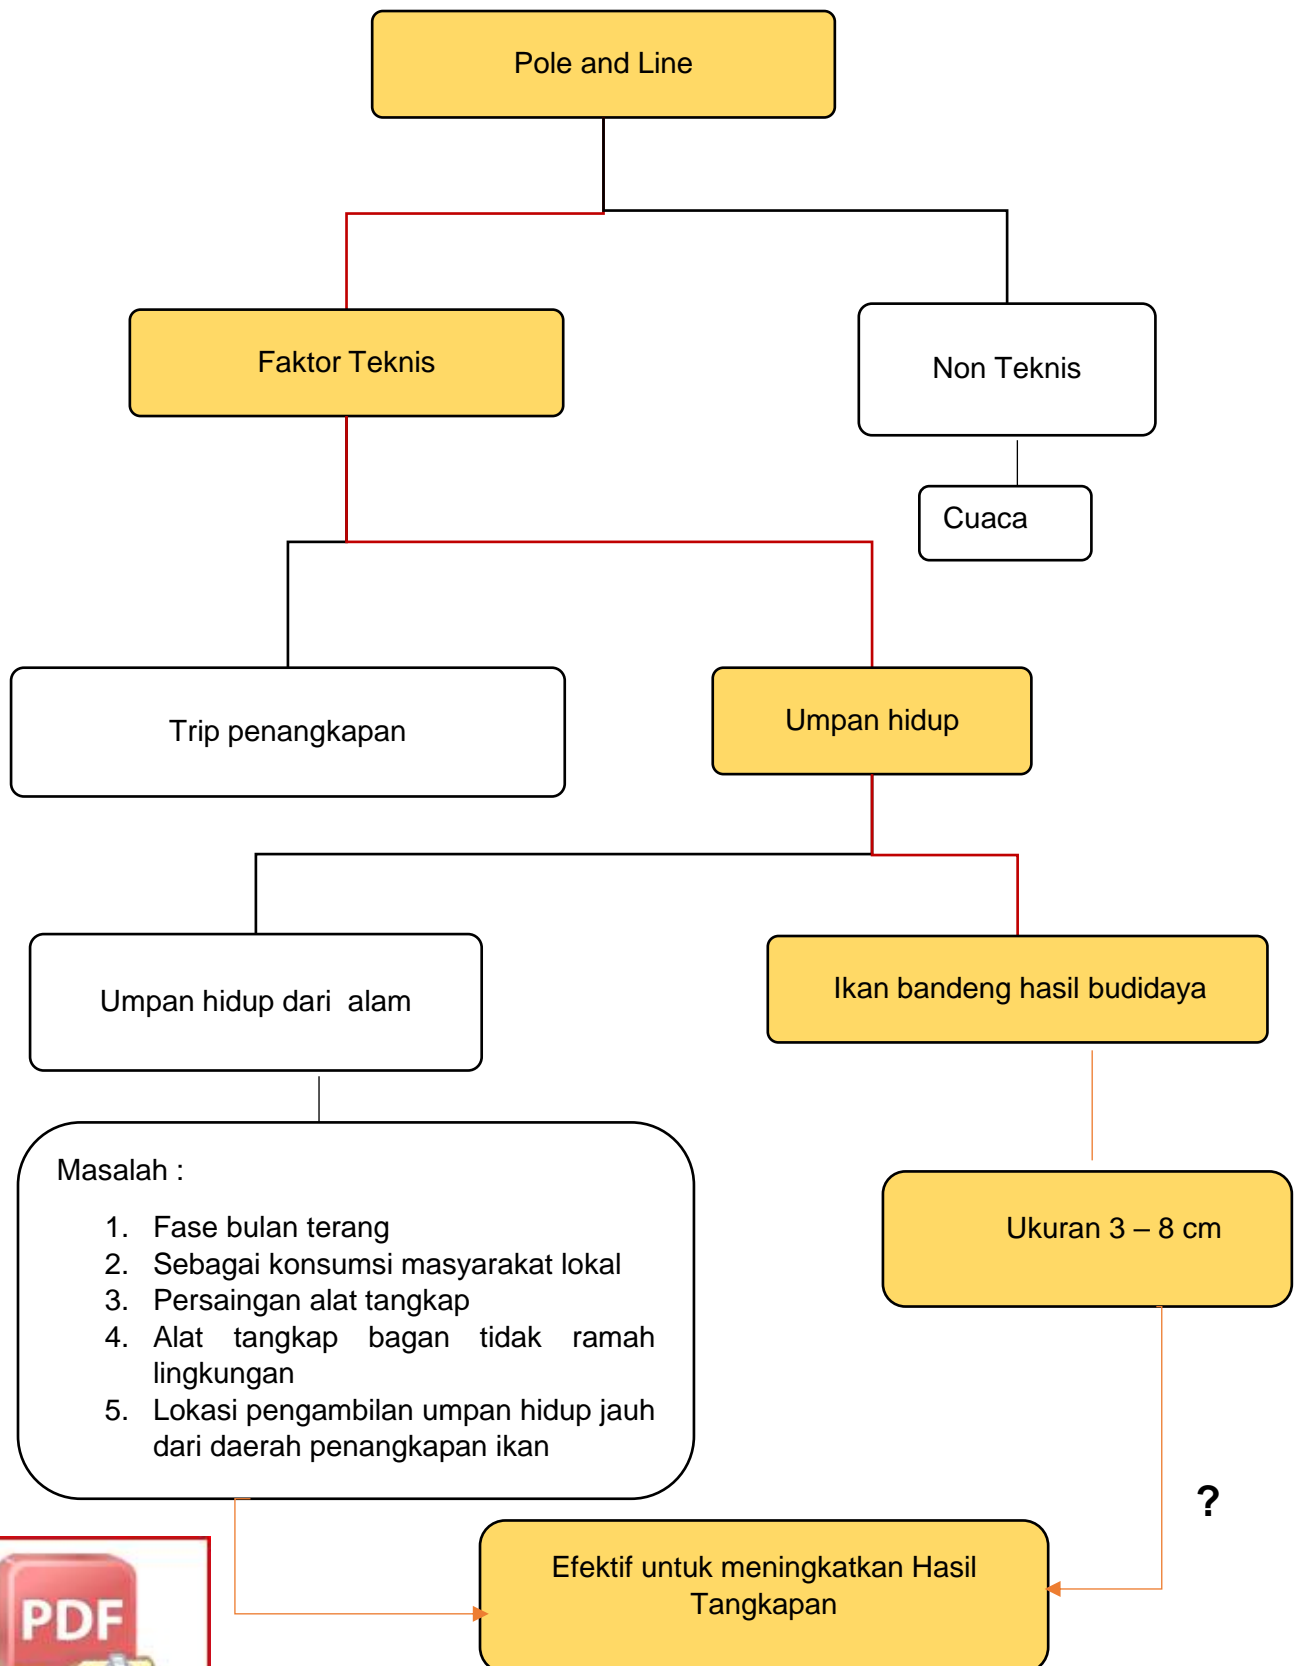 Pole and Line
Faktor Teknis
Non Teknis
Cuaca
Trip penangkapan
Umpan hidup
Umpan hidup dari alam
Ikan bandeng hasil budidaya
Masalah :
1. Fase bulan terang
2. Sebagai konsumsi masyarakat lokal
3. Persaingan alat tangkap
4. Alat tangkap bagan tidak ramah
lingkungan
5. Lokasi pengambilan umpan hidup jauh
dari daerah penangkapan ikan
Ukuran 3 – 8 cm
?
Efektif untuk meningkatkan Hasil
Tangkapan
PDF